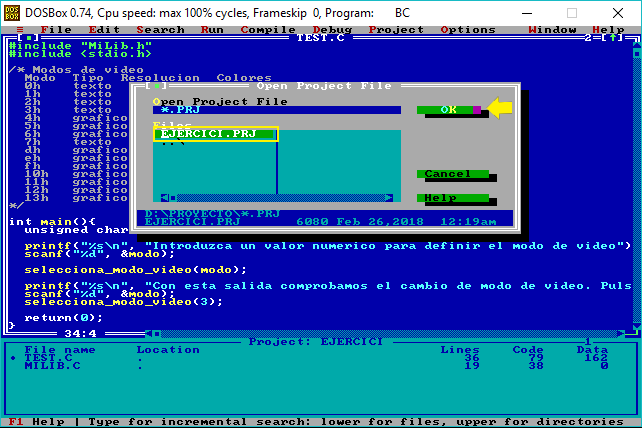 DOSBox 0.74, Cpu speed: max 100% cycles, Frameskip 0, Program: BC
≡ File Edit Search Run Compile Debug Project Options Window Help
TEST.C 2
#include "MiLib.h"
#include <stdio.h>
/* Modos de video
Modo Tipo Resolucion Colores
0h texto
1h texto
2h texto
3h texto
4h grafico
5h grafico
6h grafico
7h texto
dh grafico
eh grafico
fh grafico
10h grafico
11h grafico
12h grafico
13h grafico
*/
int main(){
unsigned char
printf("%s\n", "Introduzca un valor numerico para definir el modo de video")
scanf("%d", &modo);
selecciona_modo_video(modo);
printf("%s\n", "Con esta salida comprobamos el cambio de modo de video. Puls
scanf("%d", &modo);
selecciona_modo_video(3);
return(0);
}
34:4
Open Project File
Open Project File
*.PRJ
OK
Files
EJERCICI.PRJ
..\
Cancel
Help
D:\PROYECTO\*.PRJ
EJERCICI.PRJ 6080 Feb 26,2018 12:19am
Project: EJERCICI 1
File name Location Lines Code Data
• TEST.C . 36 79 162
MILIB.C . 19 38 0
F1 Help | Type for incremental search: lower for files, upper for directories